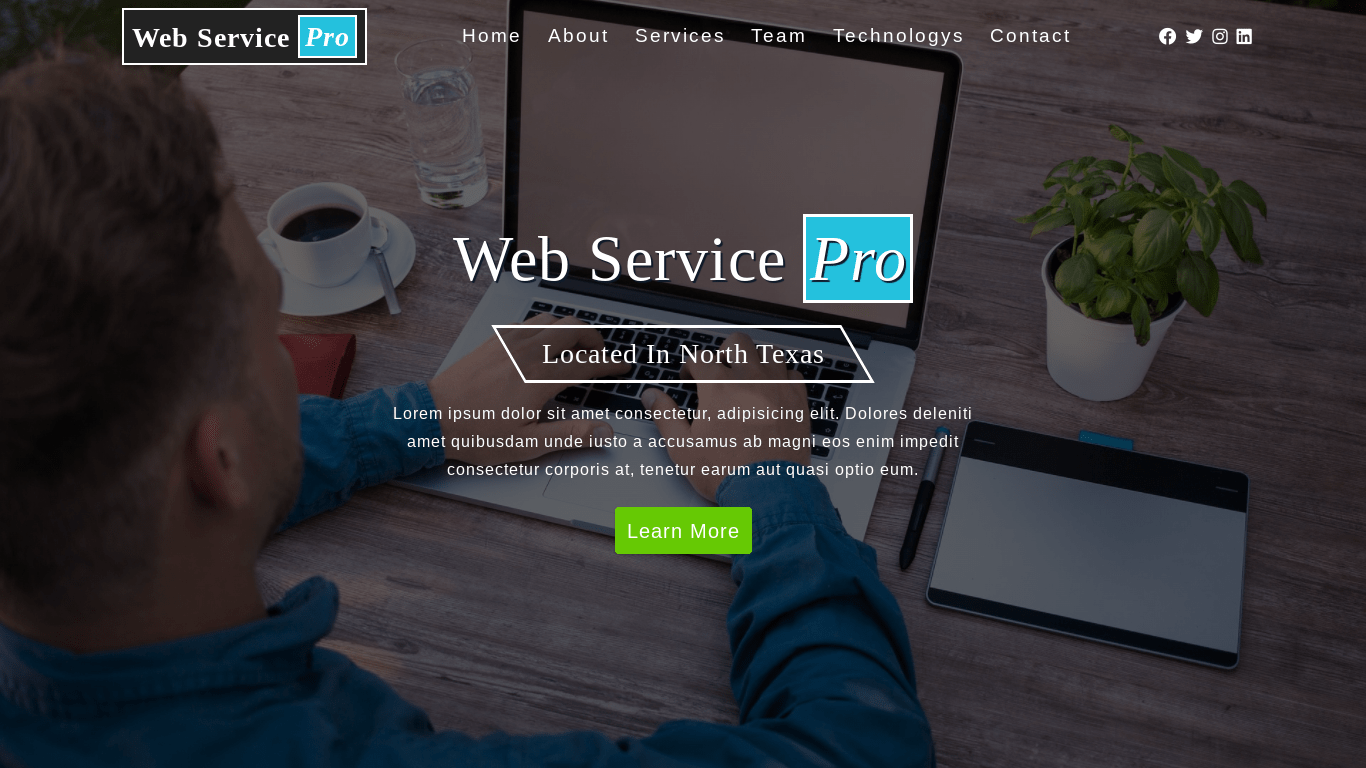 Web Service Pro
Home About Services Team Technologys Contact
Web Service Pro
Located In North Texas
Lorem ipsum dolor sit amet consectetur, adipisicing elit. Dolores deleniti
amet quibusdam unde iusto a accusamus ab magni eos enim impedit
consectetur corporis at, tenetur earum aut quasi optio eum.
Learn More